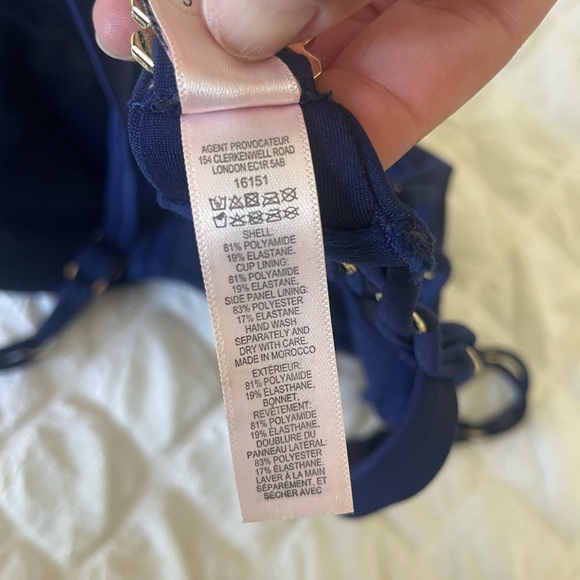 AGENT PROVOCATEUR
154 CLERKENWELL ROAD
LONDON EC1R 5AB
16151
SHELL:
81% POLYAMIDE
19% ELASTANE
CUP LINING:
81% POLYAMIDE
19% ELASTANE.
SIDE PANEL LINING:
83% POLYESTER
17% ELASTANE.
HAND WASH
SEPARATELY AND
DRY WITH CARE.
MADE IN MOROCCO
EXTÉRIEUR:
81% POLYAMIDE
19% ÉLASTHANE,
BONNET,
REVÊTEMENT:
81% POLYAMIDE
19% ÉLASTHANE,
DOUBLURE DU
PANNEAU LATÉRAL:
83% POLYESTER
17% ÉLASTHANE.
LAVER À LA MAIN
SÉPARÉMENT, ET
SÉCHER AVEC